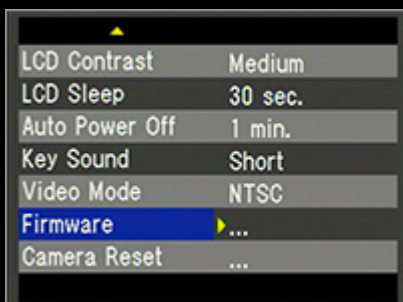 LCD Contrast Medium
LCD Sleep 30 sec.
Auto Power Off 1 min.
Key Sound Short
Video Mode NTSC
Firmware ...
Camera Reset ...